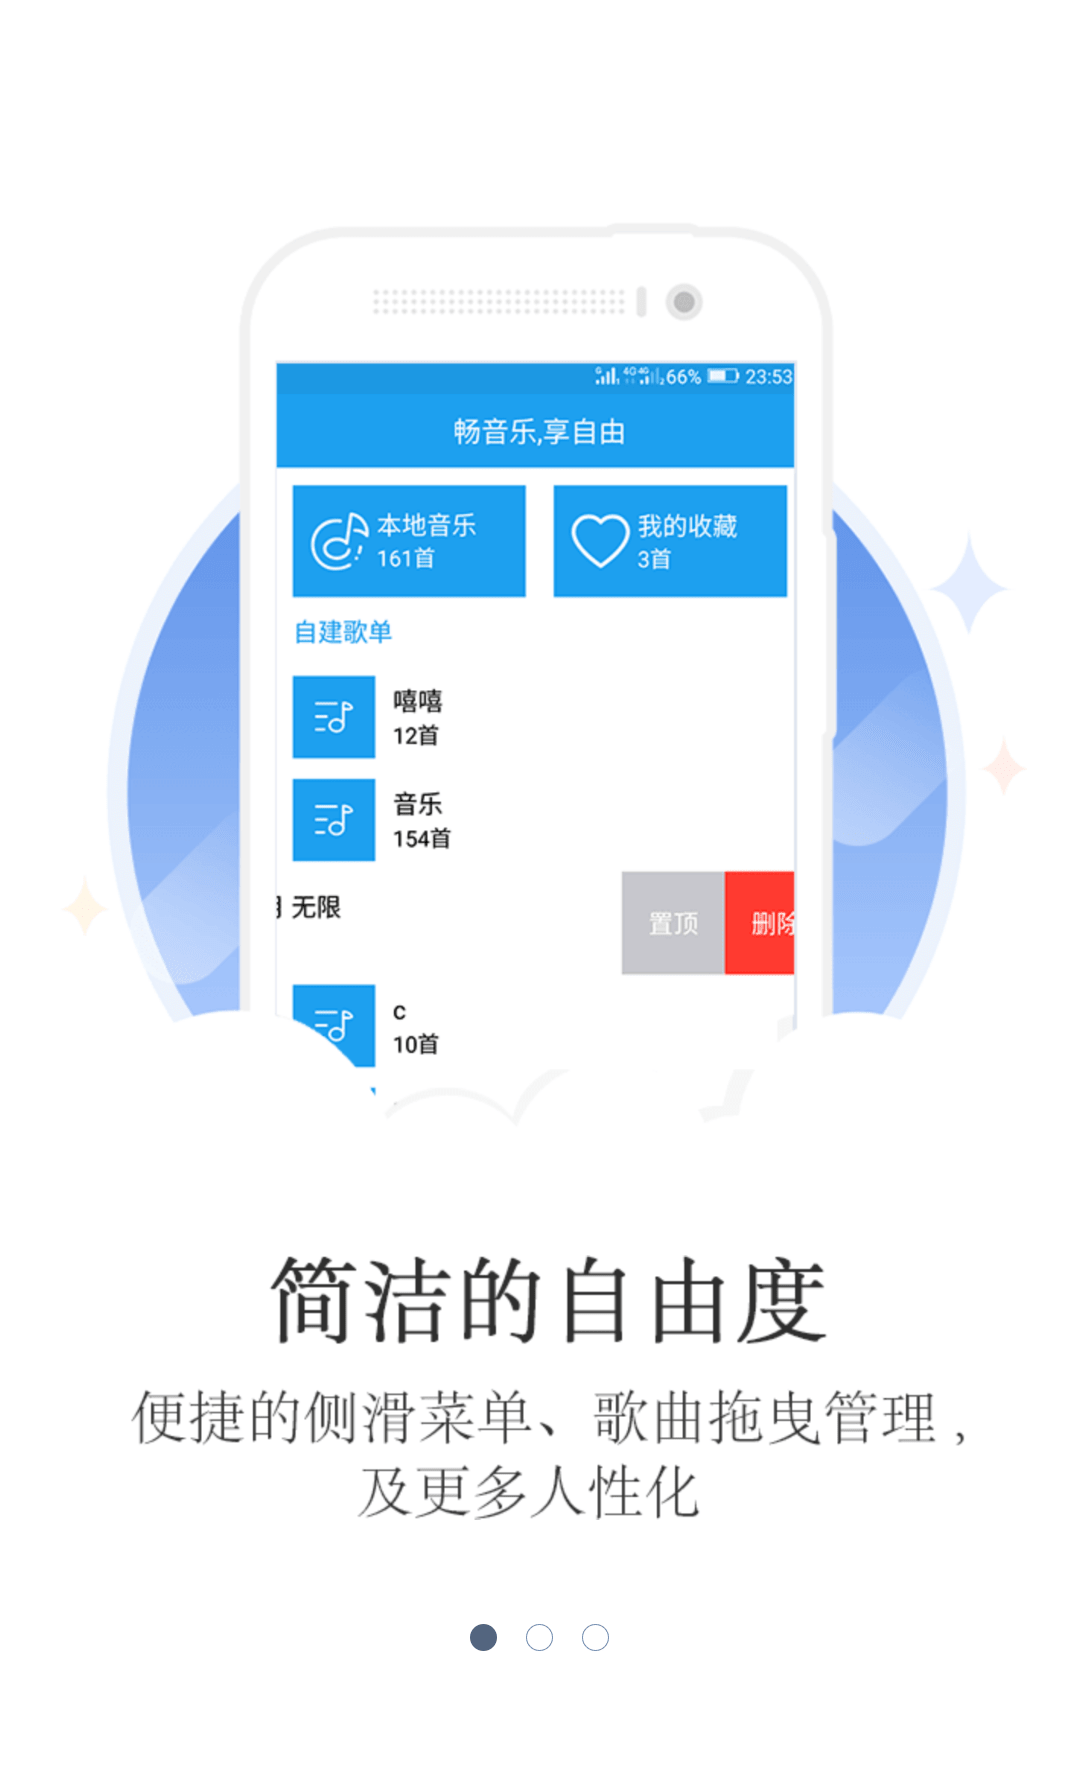 66% 23:53
畅音乐,享自由
本地音乐
161首
我的收藏
3首
自建歌单
嘻嘻
12首
音乐
154首
无限
置顶
删除
c
10首
简洁的自由度
便捷的侧滑菜单、歌曲拖曳管理，
及更多人性化